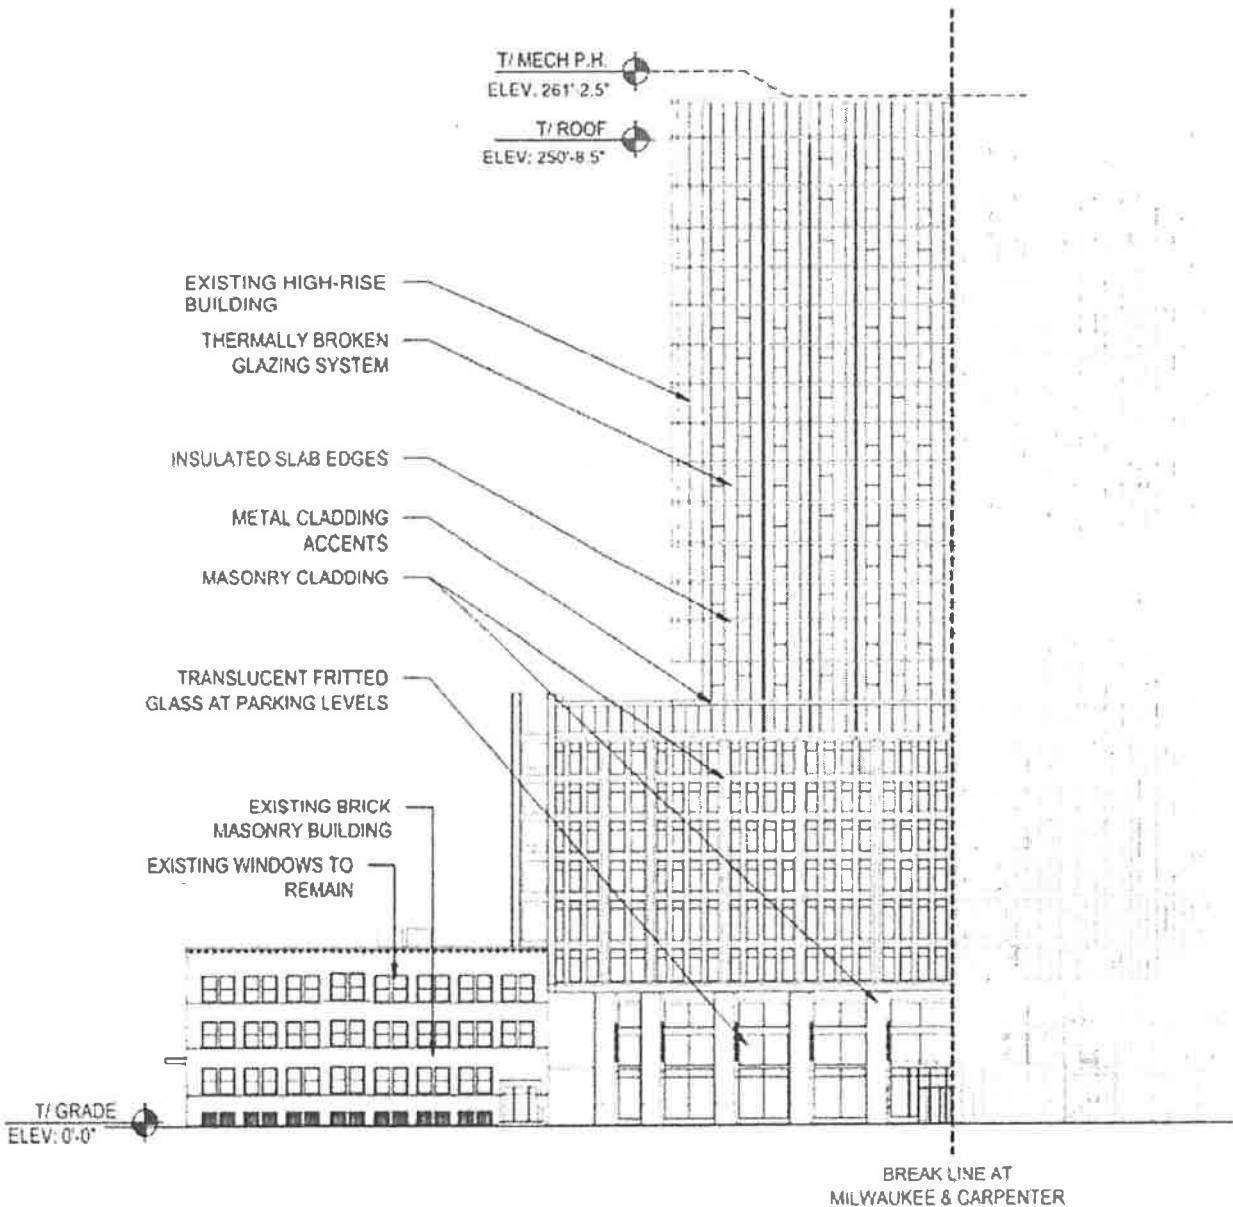 T/ MECH P.H.
ELEV. 261'-2.5"
T/ ROOF
ELEV: 250'-8.5"
EXISTING HIGH-RISE
BUILDING
THERMALLY BROKEN
GLAZING SYSTEM
INSULATED SLAB EDGES
METAL CLADDING
ACCENTS
MASONRY CLADDING
TRANSLUCENT FRITTED
GLASS AT PARKING LEVELS
EXISTING BRICK
MASONRY BUILDING
EXISTING WINDOWS TO
REMAIN
T/ GRADE
ELEV: 0'-0"
BREAK LINE AT
MILWAUKEE & CARPENTER